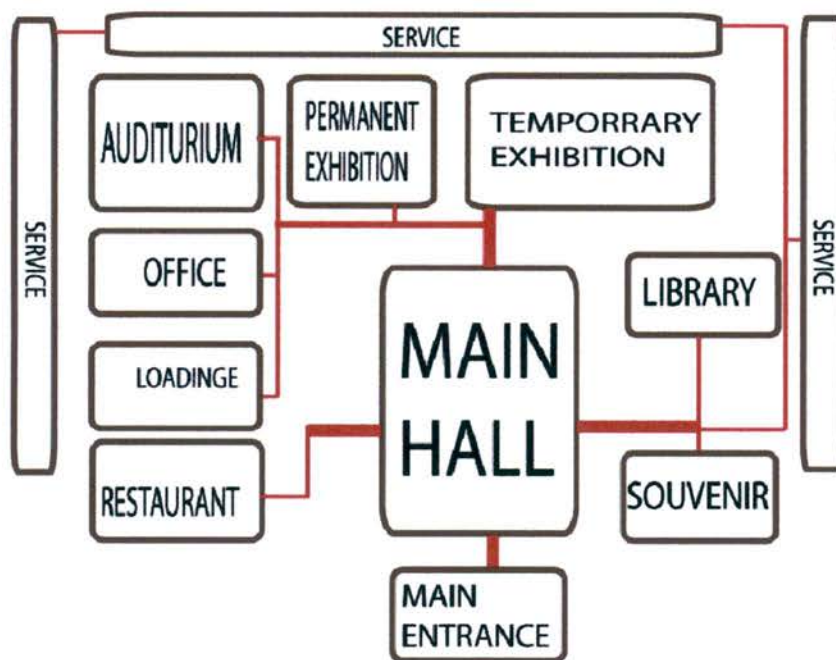 SERVICE
SERVICE
SERVICE
AUDITURIUM
PERMANENT
EXHIBITION
TEMPORRARY
EXHIBITION
OFFICE
LIBRARY
LOADINGE
MAIN
HALL
RESTAURANT
SOUVENIR
MAIN
ENTRANCE